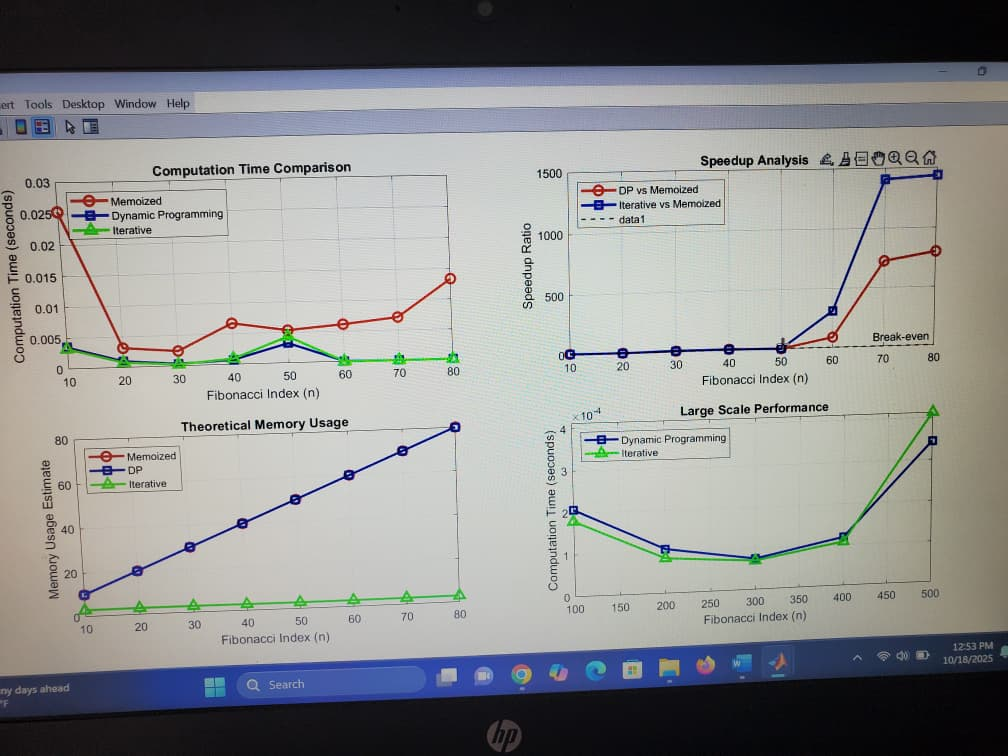 Tools Desktop Window Help
Computation Time Comparison
Computation Time (seconds)
0.03
0.025
0.02
0.015
0.01
0.005
0
Memoized
Dynamic Programming
Iterative
10 20 30 40 50 60 70 80
Fibonacci Index (n)
Speedup Analysis
Speedup Ratio
1500
1000
500
0
DP vs Memoized
Iterative vs Memoized
data1
Break-even
10 20 30 40 50 60 70 80
Fibonacci Index (n)
Theoretical Memory Usage
Memory Usage Estimate
80
60
40
20
0
Memoized
DP
Iterative
10 20 30 40 50 60 70 80
Fibonacci Index (n)
Large Scale Performance
× 10-4
Computation Time (seconds)
4
3
2
1
0
Dynamic Programming
Iterative
100 150 200 250 300 350 400 450 500
Fibonacci Index (n)
ny days ahead
°F
Search
W
12:53 PM
10/18/2025
hp